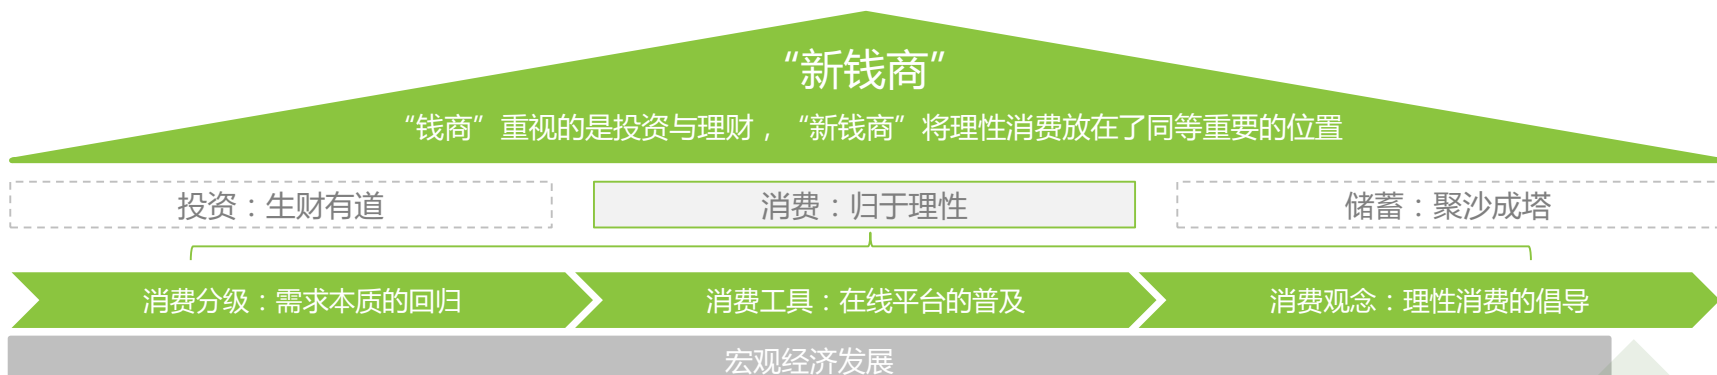 “新钱商”
“钱商”重视的是投资与理财，“新钱商”将理性消费放在了同等重要的位置
投资：生财有道
消费：归于理性
储蓄：聚沙成塔
消费分级：需求本质的回归
消费工具：在线平台的普及
消费观念：理性消费的倡导
宏观经济发展